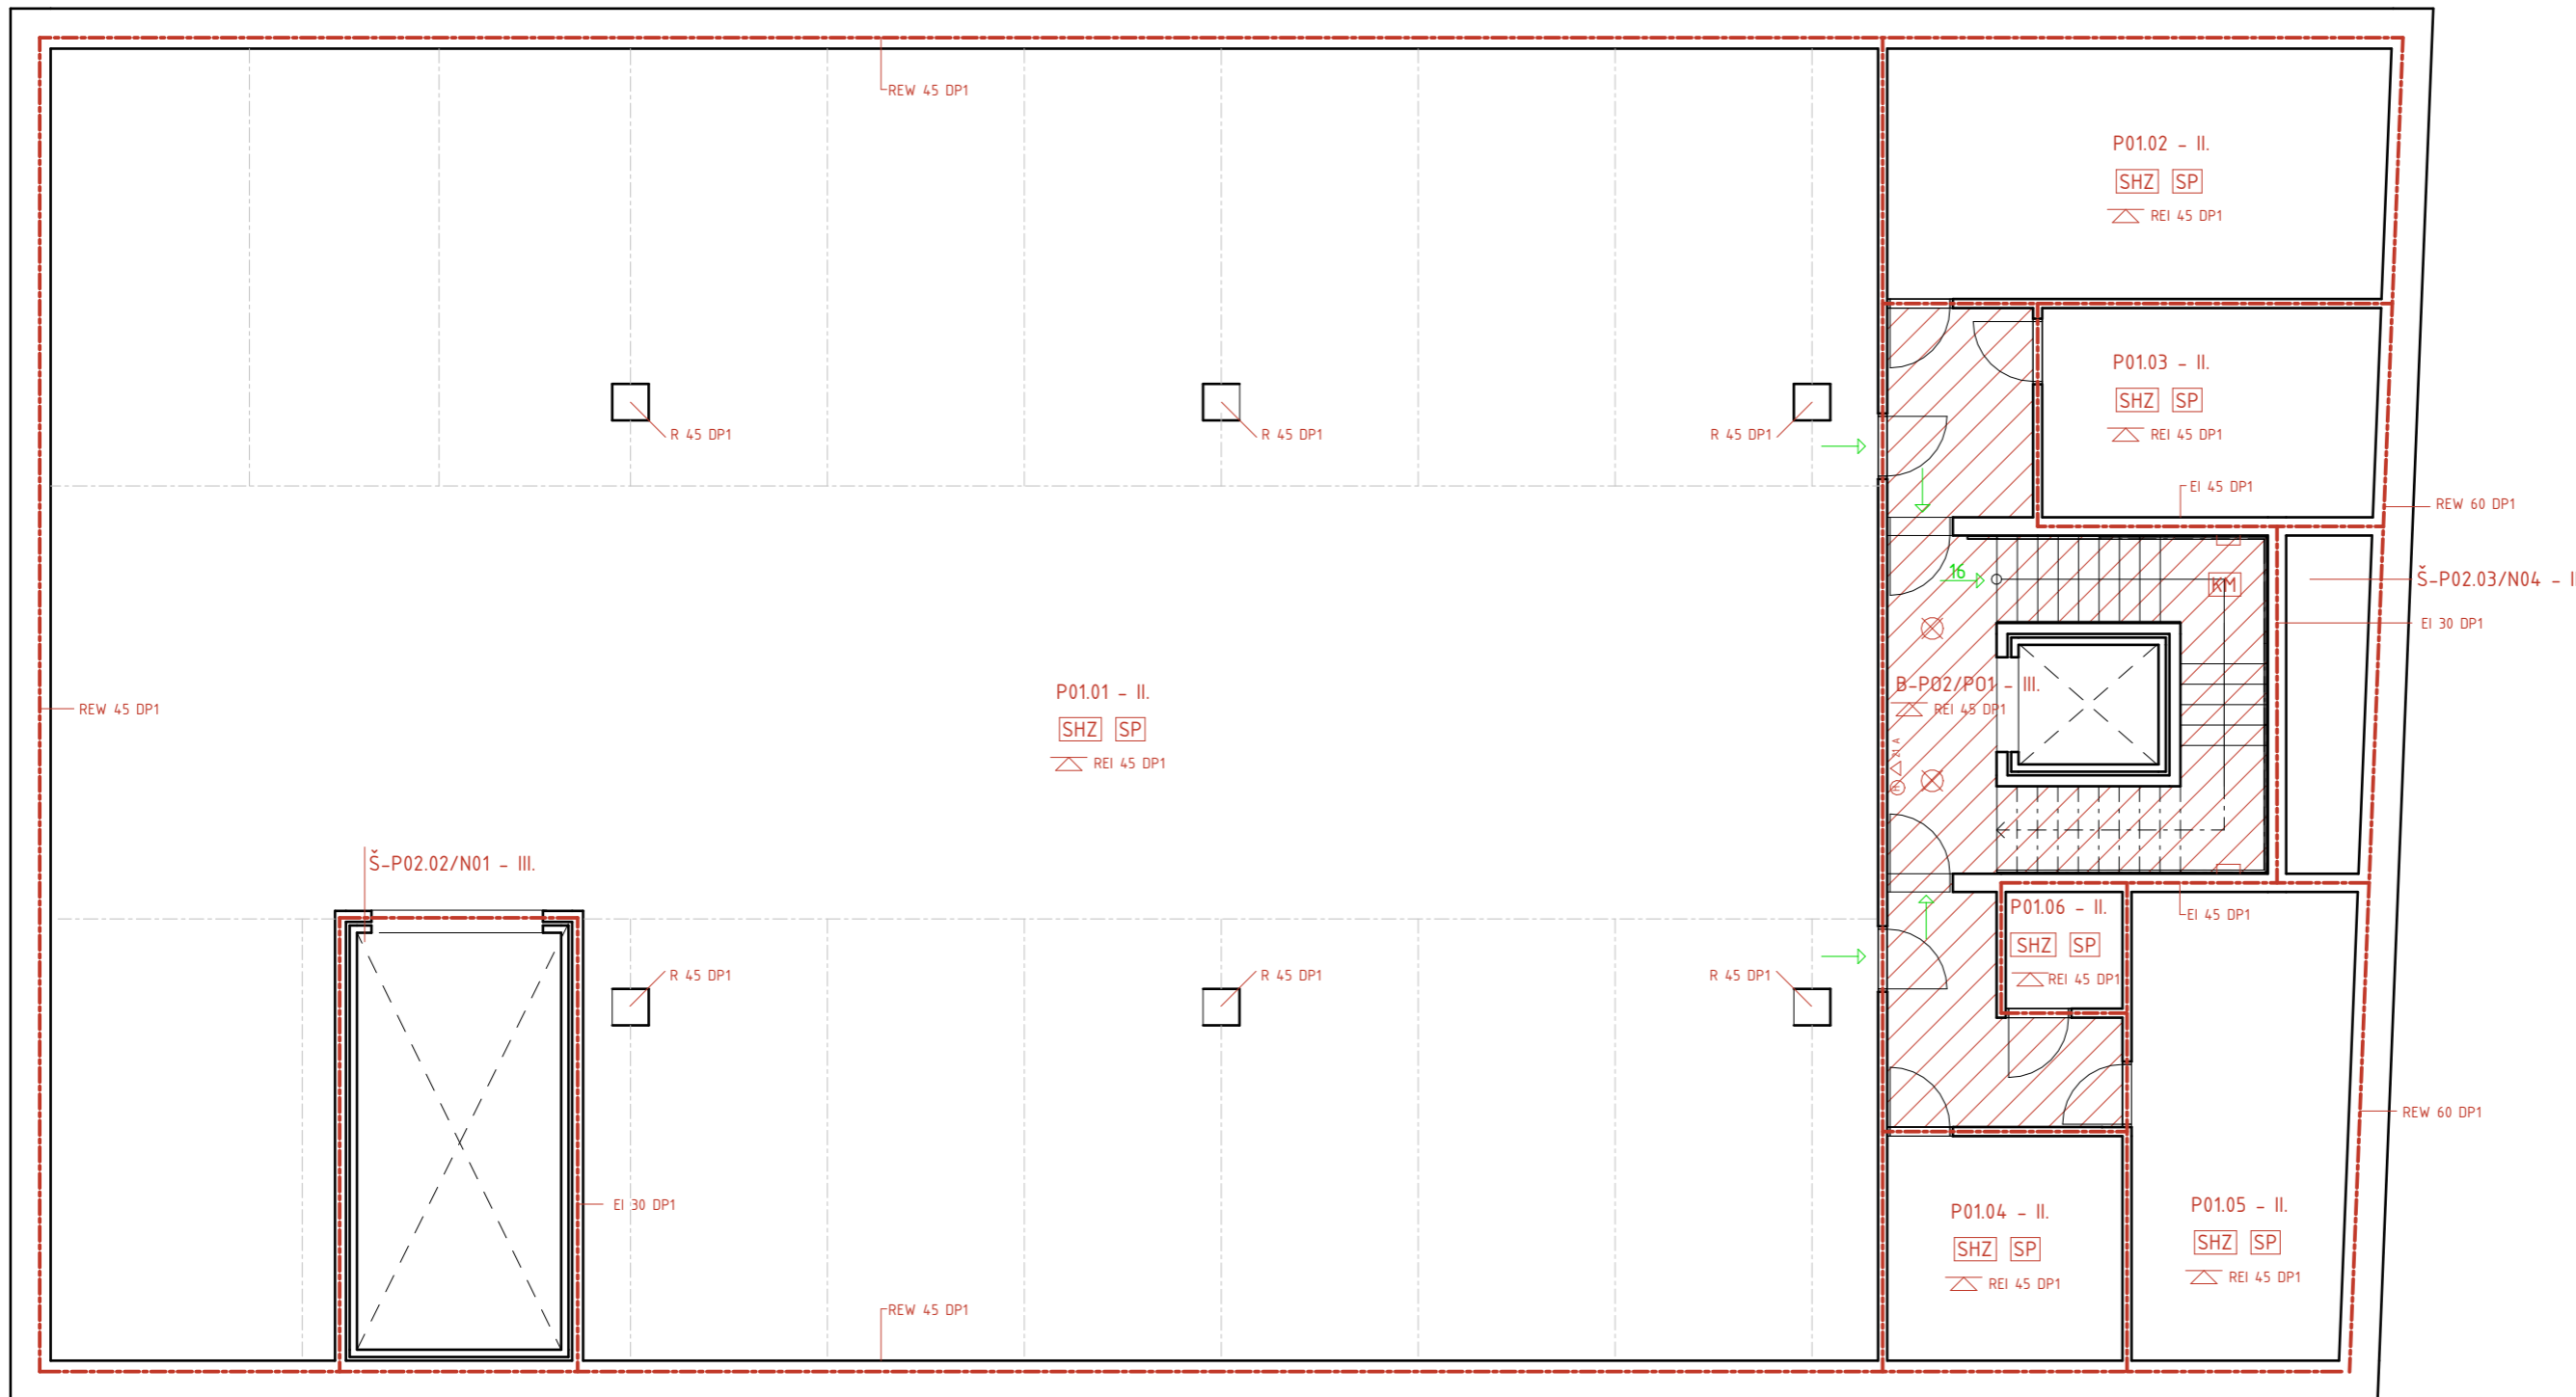 REW 45 DP1
P01.02 - II.
SHZ SP
REI 45 DP1
P01.03 - II.
SHZ SP
REI 45 DP1
R 45 DP1
R 45 DP1
R 45 DP1
EI 45 DP1
REW 60 DP1
16
KM
Š-P02.03/N04 - I
EI 30 DP1
P01.01 - II.
SHZ SP
REI 45 DP1
B-P02/P01 - III.
REI 45 DP1
REW 45 DP1
21 A
H
Š-P02.02/N01 - III.
P01.06 - II.
SHZ SP
REI 45 DP1
EI 45 DP1
R 45 DP1
R 45 DP1
R 45 DP1
REW 60 DP1
EI 30 DP1
P01.04 - II.
SHZ SP
REI 45 DP1
P01.05 - II.
SHZ SP
REI 45 DP1
REW 45 DP1